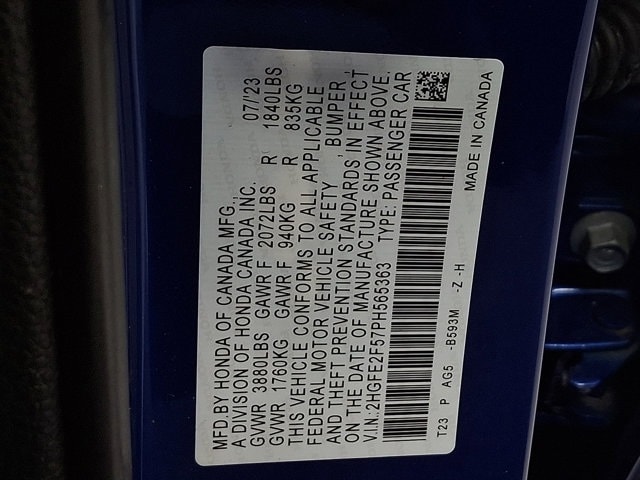 MFD.BY HONDA OF CANADA MFG., 07/23
A DIVISION OF HONDA CANADA INC.
GVWR 3880LBS GAWR F 2072LBS R 1840LBS
GVWR 1760KG GAWR F 940KG R 835KG
THIS VEHICLE CONFORMS TO ALL APPLICABLE
FEDERAL MOTOR VEHICLE SAFETY , BUMPER ,
AND THEFT PREVENTION STANDARDS IN EFFECT
ON THE DATE OF MANUFACTURE SHOWN ABOVE.
V.I.N.:2HGFE2F57PH565363 TYPE: PASSENGER CAR
T23 P AG5 -B593M -Z -H
MADE IN CANADA